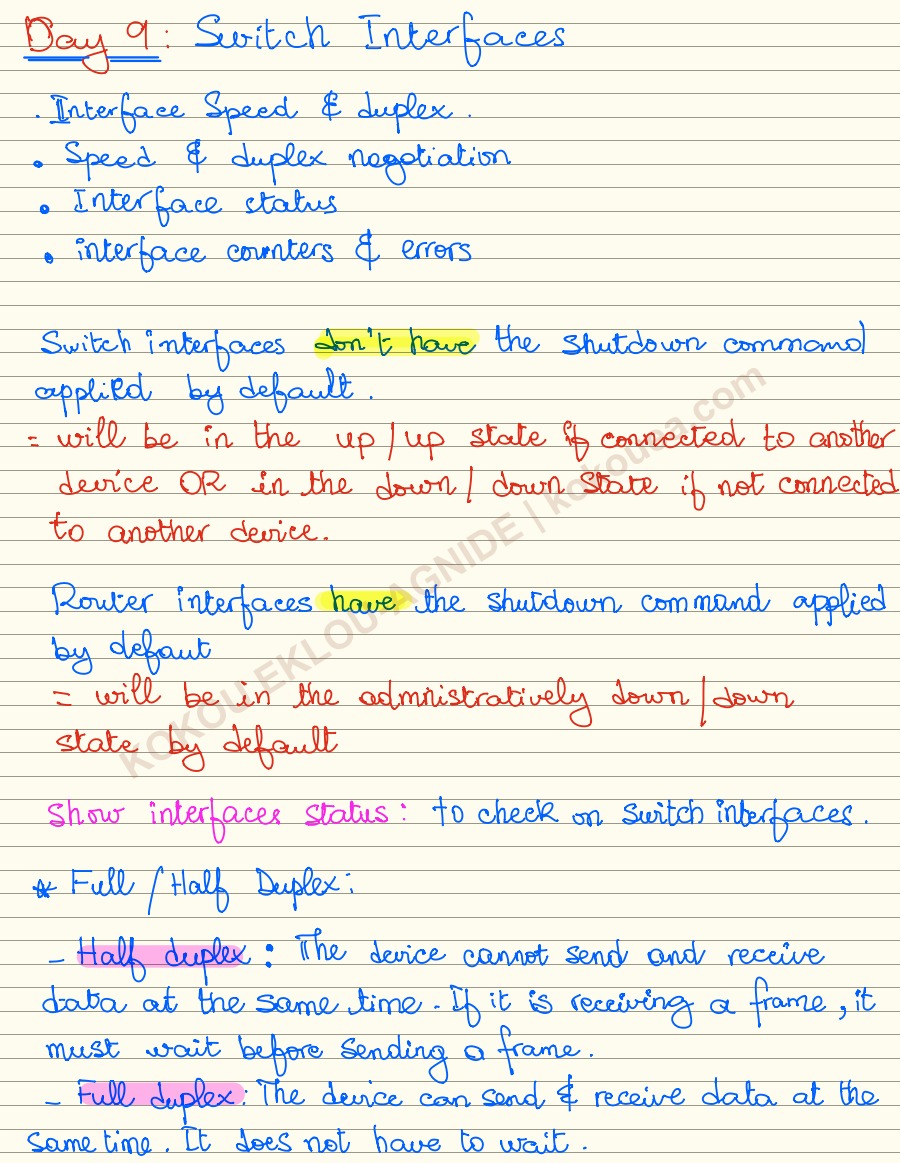 Day 9: Switch Interfaces
. Interface Speed & duplex.
• Speed & duplex negotiation
• Interface status
• interface counters & errors
Switch interfaces don't have the shutdown command
applied by default.
= will be in the up/up state if connected to another
device OR in the down/down state if not connected
to another device.
Router interfaces have the shutdown command applied
by defaut
= will be in the administratively down/down
state by default
Show interfaces status: to check on switch interfaces.
* Full / Half Duplex:
- Half duplex: The device cannot send and receive
data at the same time. If it is receiving a frame, it
must wait before sending a frame.
- Full duplex: The device can send & receive data at the
same time. It does not have to wait.
KOKOU EKLOU-AGNIDE | kokouea.com